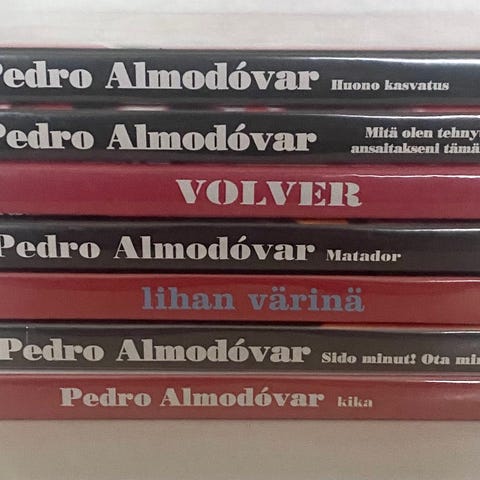 Pedro Almodóvar Huono kasvatus
Pedro Almodóvar Mitä olen tehny
ansaitakseni tämä
VOLVER
Pedro Almodóvar Matador
lihan värinä
Pedro Almodóvar Sido minut! Ota min
Pedro Almodóvar kika